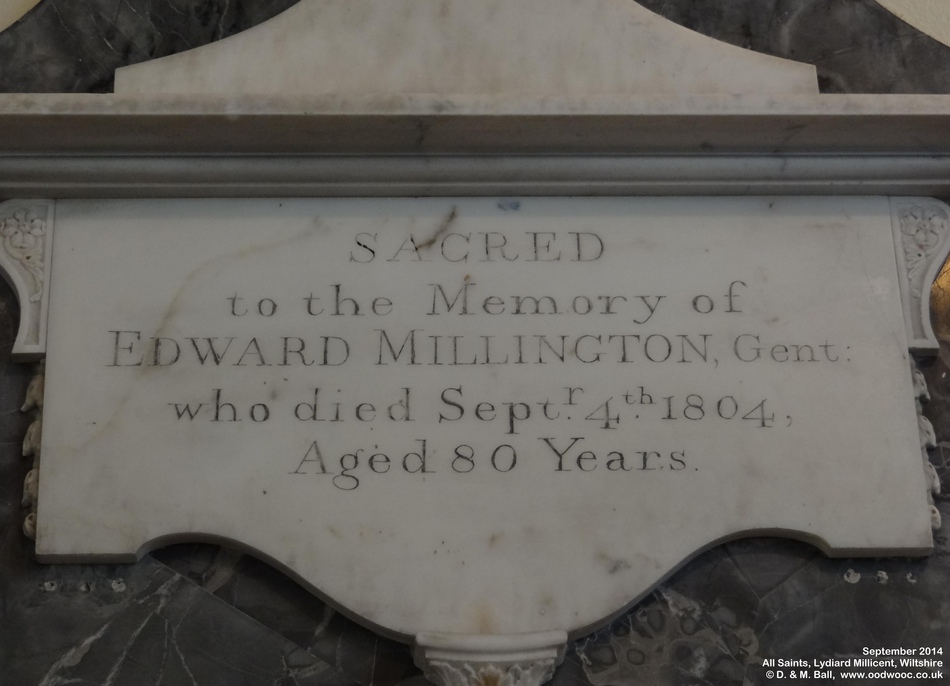 SACRED
to the Memory of
EDWARD MILLINGTON, Gent:
who died Septr. 4th. 1804,
Aged 80 Years.
September 2014
All Saints, Lydiard Millicent, Wiltshire
© D. & M. Ball, www.oodwooc.co.uk